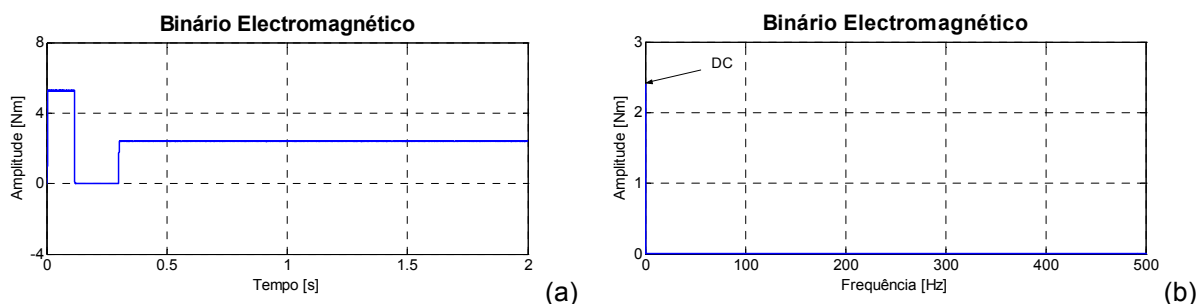 Binário Electromagnético
8
4
0
-4
Amplitude [Nm]
0 0.5 1 1.5 2
Tempo [s]
(a)
Binário Electromagnético
DC
3
2
1
0
Amplitude [Nm]
0 100 200 300 400 500
Frequência [Hz]
(b)